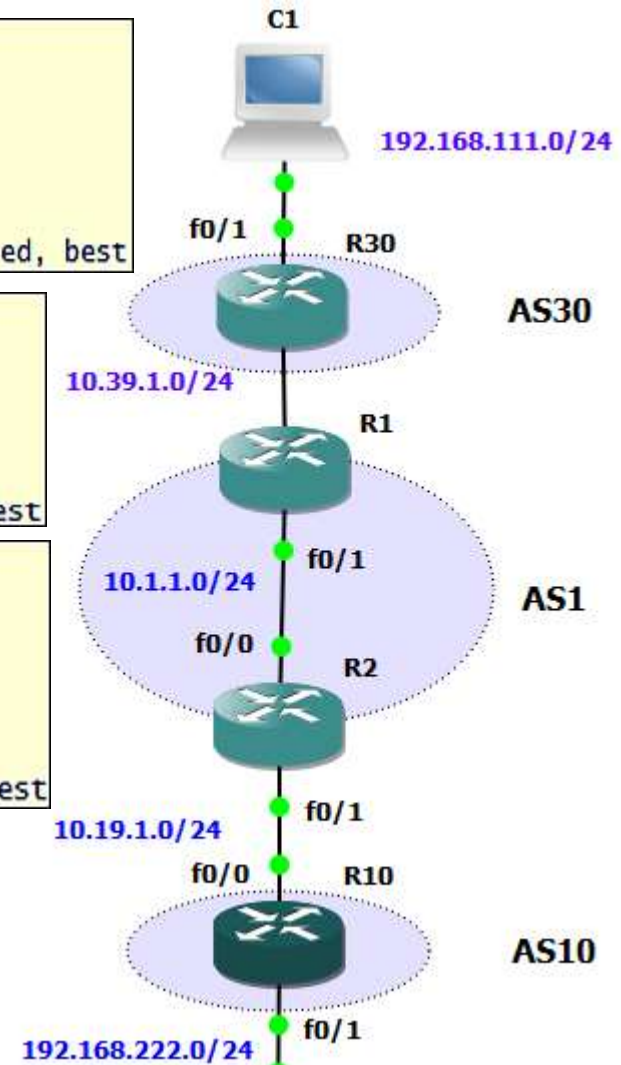 C1
192.168.111.0/24
f0/1
R30
ed, best
AS30
10.39.1.0/24
R1
est
f0/1
10.1.1.0/24
AS1
f0/0
R2
est
f0/1
10.19.1.0/24
f0/0
R10
AS10
f0/1
192.168.222.0/24